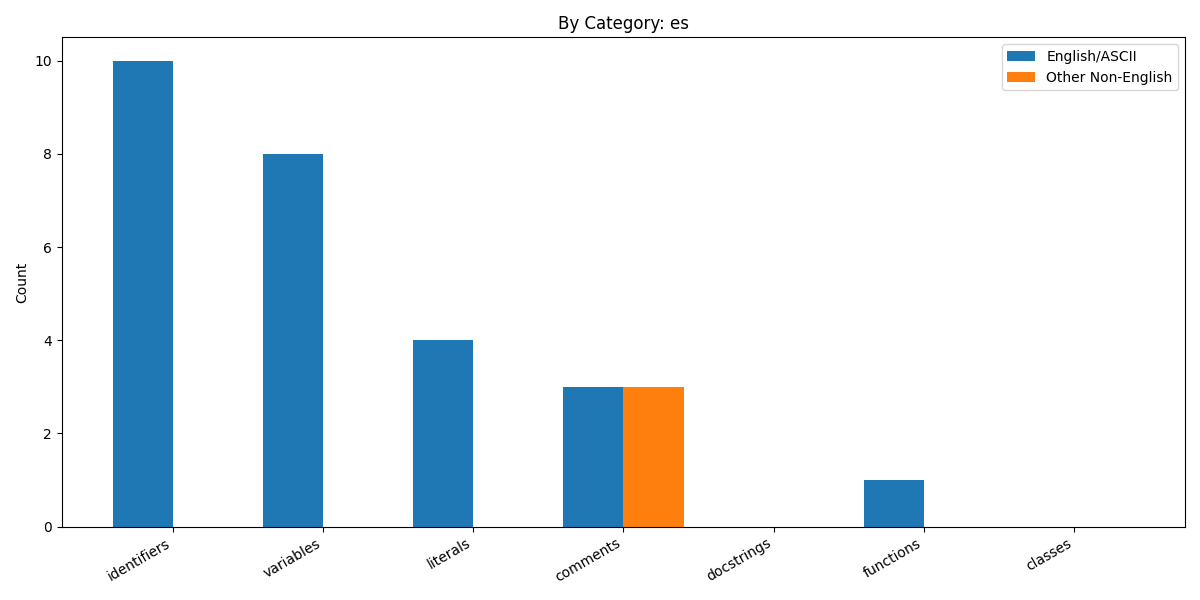 By Category: es
English/ASCII
Other Non-English
Count
10
8
6
4
2
0
identifiers
variables
literals
comments
docstrings
functions
classes